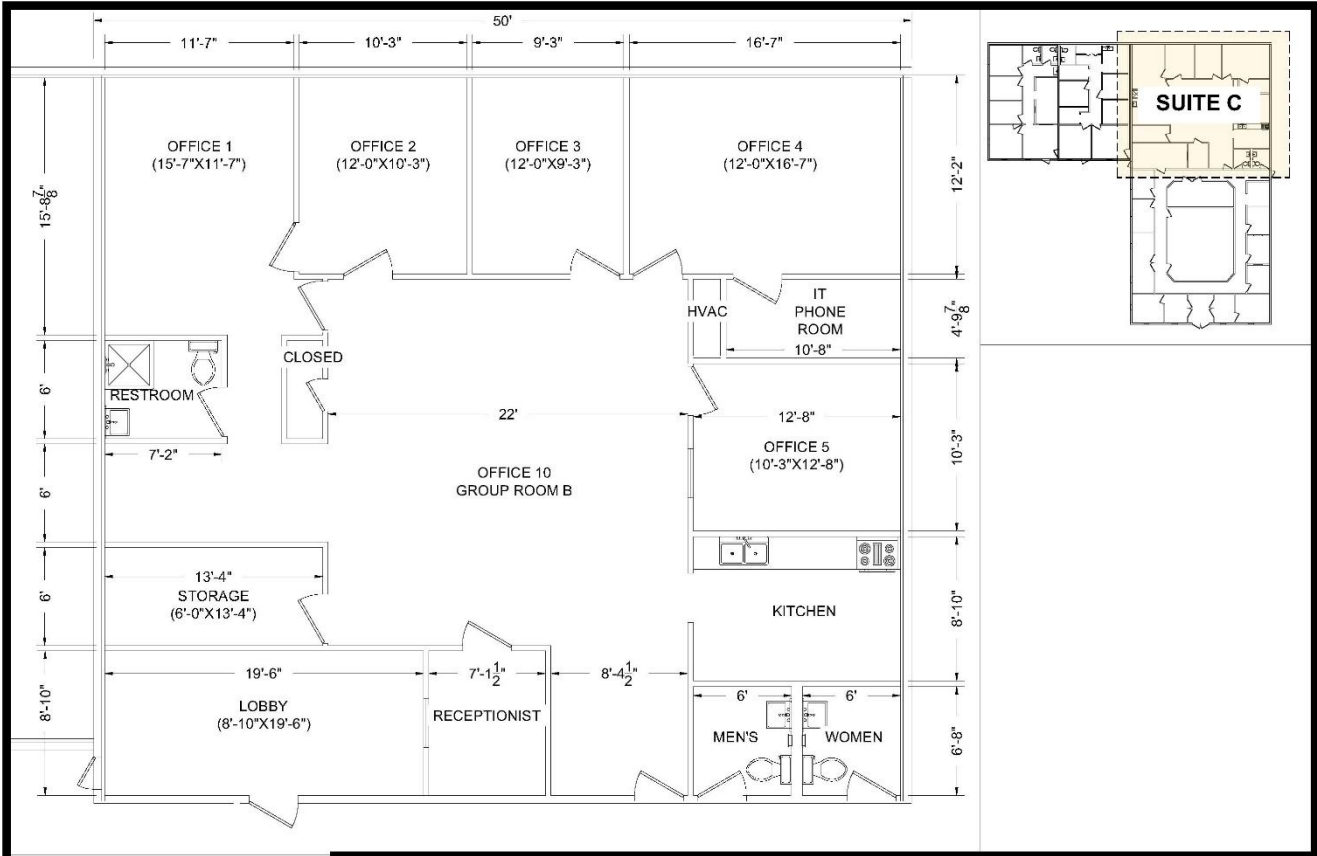 50'
11'-7"
10'-3"
9'-3"
16'-7"
SUITE C
OFFICE 1
(15'-7"X11'-7")
OFFICE 2
(12'-0"X10'-3")
OFFICE 3
(12'-0"X9'-3")
OFFICE 4
(12'-0"X16'-7")
15'-8 7/8"
12'-2"
HVAC
IT
PHONE
ROOM
10'-8"
4'-9 7/8"
CLOSED
6'
RESTROOM
7'-2"
22'
12'-8"
OFFICE 5
(10'-3"X12'-8")
10'-3"
OFFICE 10
GROUP ROOM B
6'
13'-4"
STORAGE
(6'-0"X13'-4")
6'
KITCHEN
8'-10"
19'-6"
7'-1 1/2"
8'-4 1/2"
LOBBY
(8'-10"X19'-6")
RECEPTIONIST
8'-10"
6'
6'
MEN'S
WOMEN
6'-8"